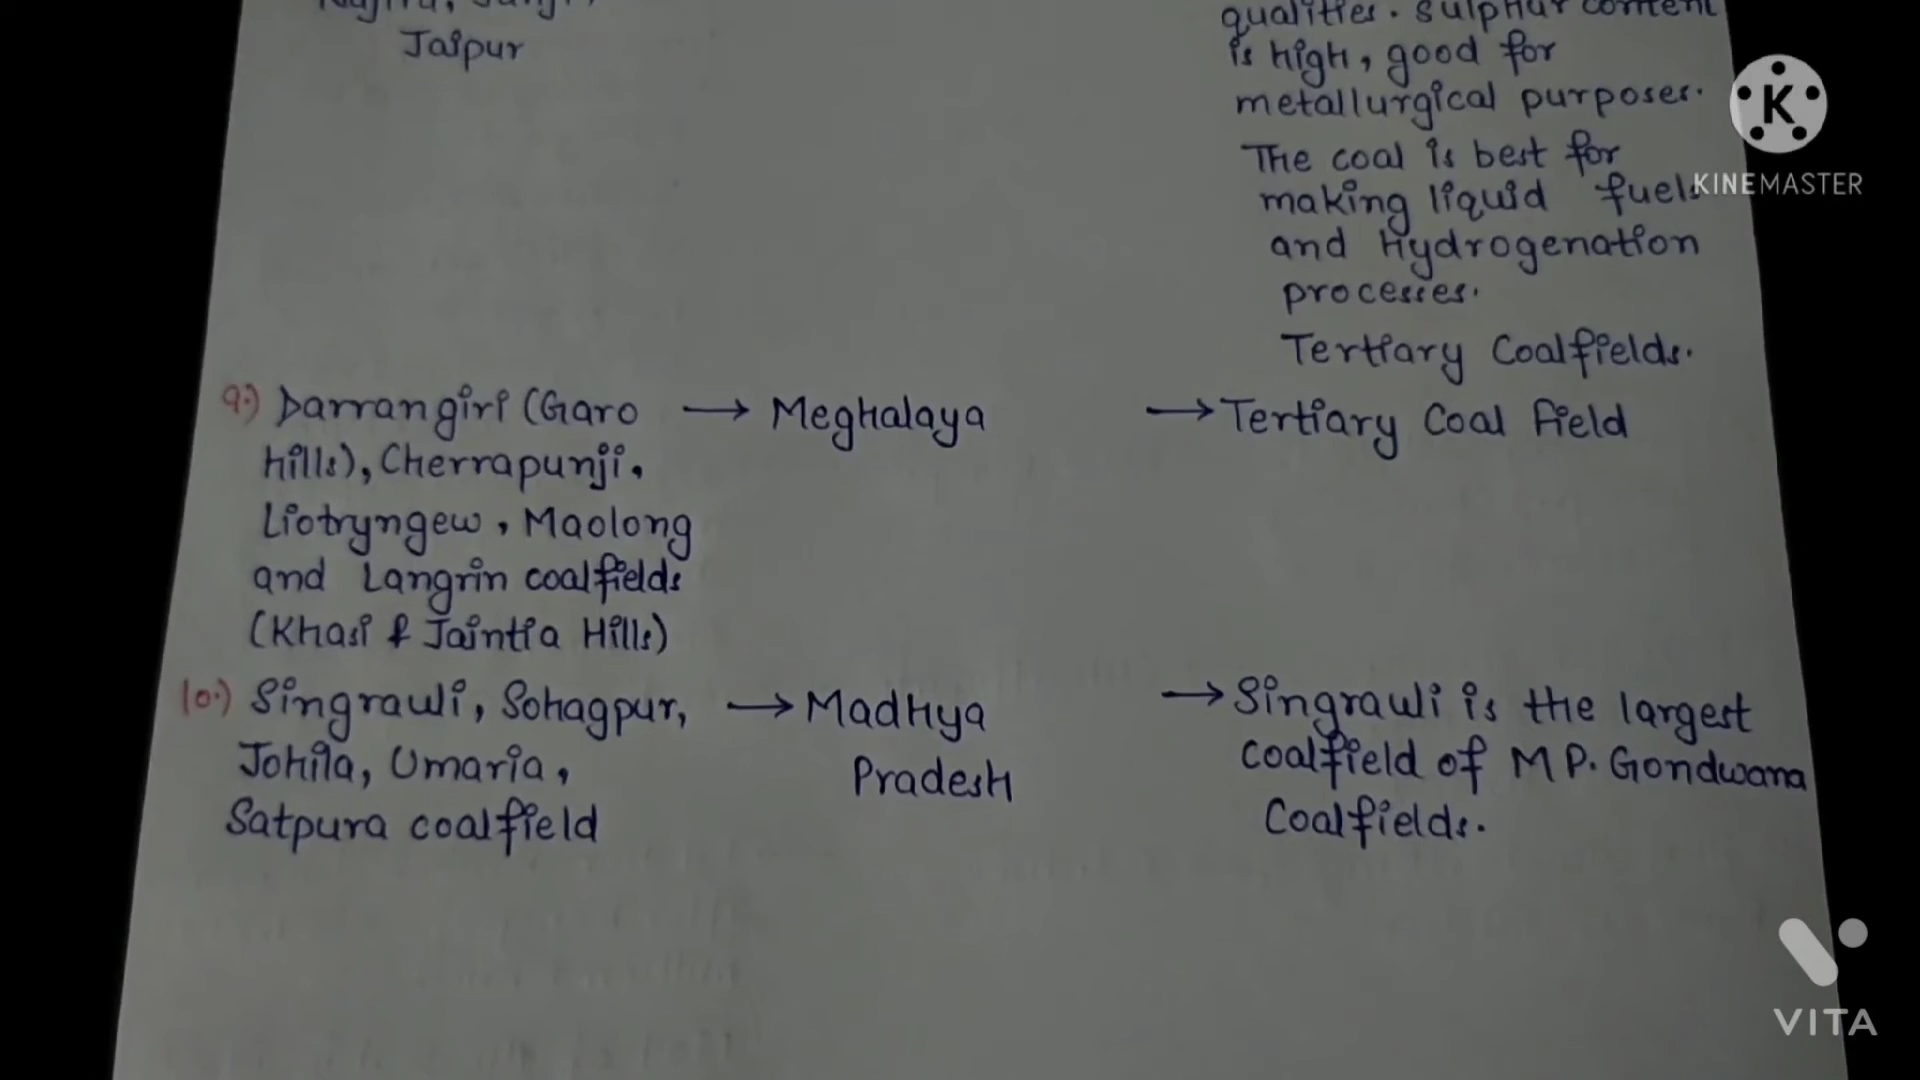 Jaipur
qualities. Sulphur content
is high, good for
metallurgical purposes.
The coal is best for
making liquid fuels
and Hydrogenation
processes.
Tertiary Coalfields.
9.) Darrangiri (Garo
Hills), Cherrapunji,
Liotryngew, Maolong
and Langrin coalfields
(Khasi & Jaintia Hills)
→ Meghalaya
→ Tertiary Coal Field
10.) Singrauli, Sohagpur,
Johila, Umaria,
Satpura coalfield
→ Madhya
Pradesh
→ Singrauli is the largest
coalfield of M P. Gondwana
Coalfields.
K
KINEMASTER
VITA